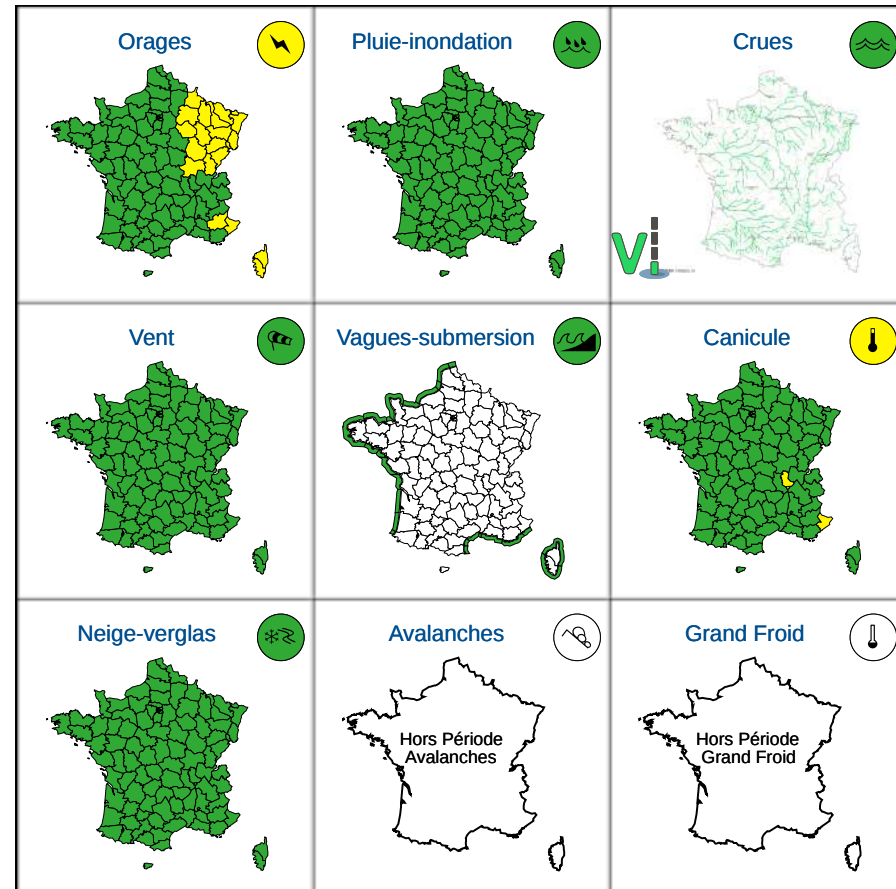 Orages
Pluie-inondation
Crues
Vent
Vagues-submersion
Canicule
Neige-verglas
Avalanches
Hors Période
Avalanches
Grand Froid
Hors Période
Grand Froid